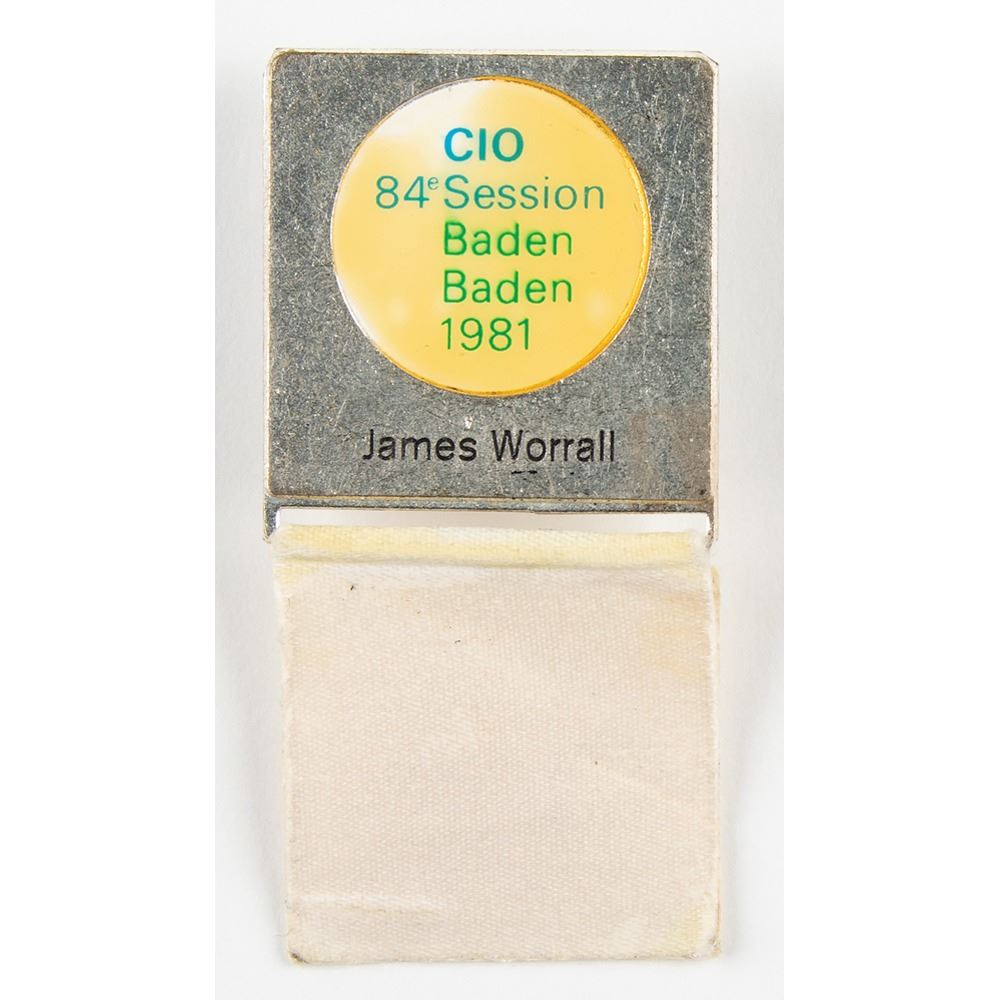 CIO
84e Session
Baden
Baden
1981
James Worrall